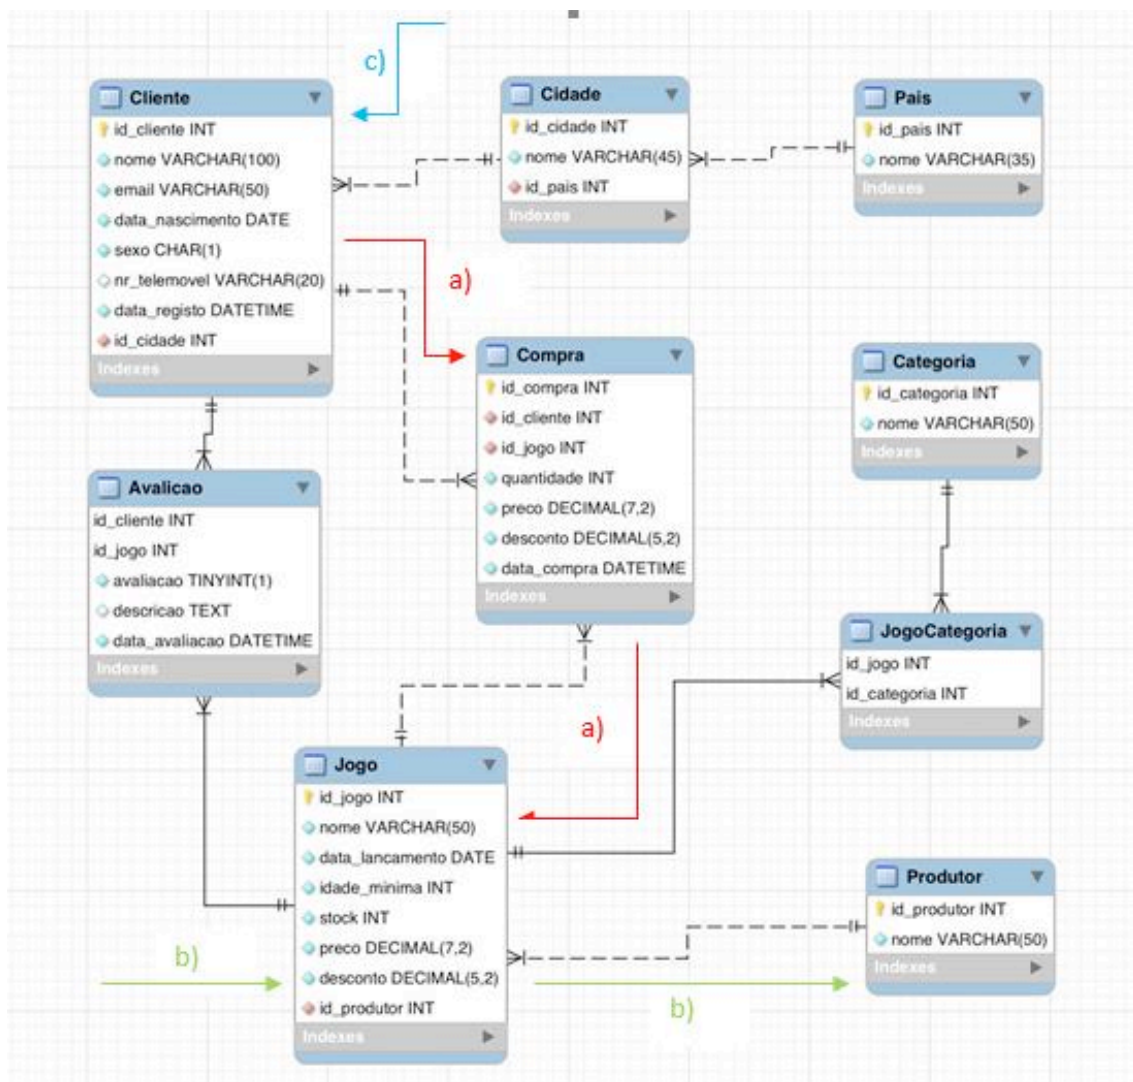 c)
Cliente
id_cliente INT
nome VARCHAR(100)
email VARCHAR(50)
data_nascimento DATE
sexo CHAR(1)
nr_telemovel VARCHAR(20)
data_registo DATETIME
id_cidade INT
Indexes
Cidade
id_cidade INT
nome VARCHAR(45)
id_pais INT
Indexes
Pais
id_pais INT
nome VARCHAR(35)
Indexes
a)
Compra
id_compra INT
id_cliente INT
id_jogo INT
quantidade INT
preco DECIMAL(7,2)
desconto DECIMAL(5,2)
data_compra DATETIME
Indexes
Categoria
id_categoria INT
nome VARCHAR(50)
Indexes
Avalicao
id_cliente INT
id_jogo INT
avaliacao TINYINT(1)
descricao TEXT
data_avaliacao DATETIME
Indexes
JogoCategoria
id_jogo INT
id_categoria INT
Indexes
a)
Jogo
id_jogo INT
nome VARCHAR(50)
data_lancamento DATE
idade_minima INT
stock INT
preco DECIMAL(7,2)
desconto DECIMAL(5,2)
id_produtor INT
Indexes
Produtor
id_produtor INT
nome VARCHAR(50)
Indexes
b)
b)